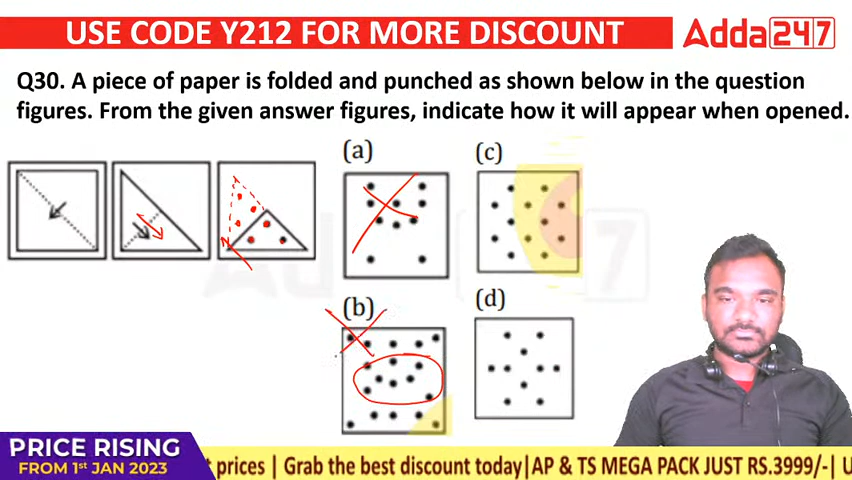 USE CODE Y212 FOR MORE DISCOUNT
Adda247
Q30. A piece of paper is folded and punched as shown below in the question
figures. From the given answer figures, indicate how it will appear when opened.
(a)
(c)
(b)
(d)
PRICE RISING
FROM 1st JAN 2023
t prices | Grab the best discount today|AP & TS MEGA PACK JUST RS.3999/-| U